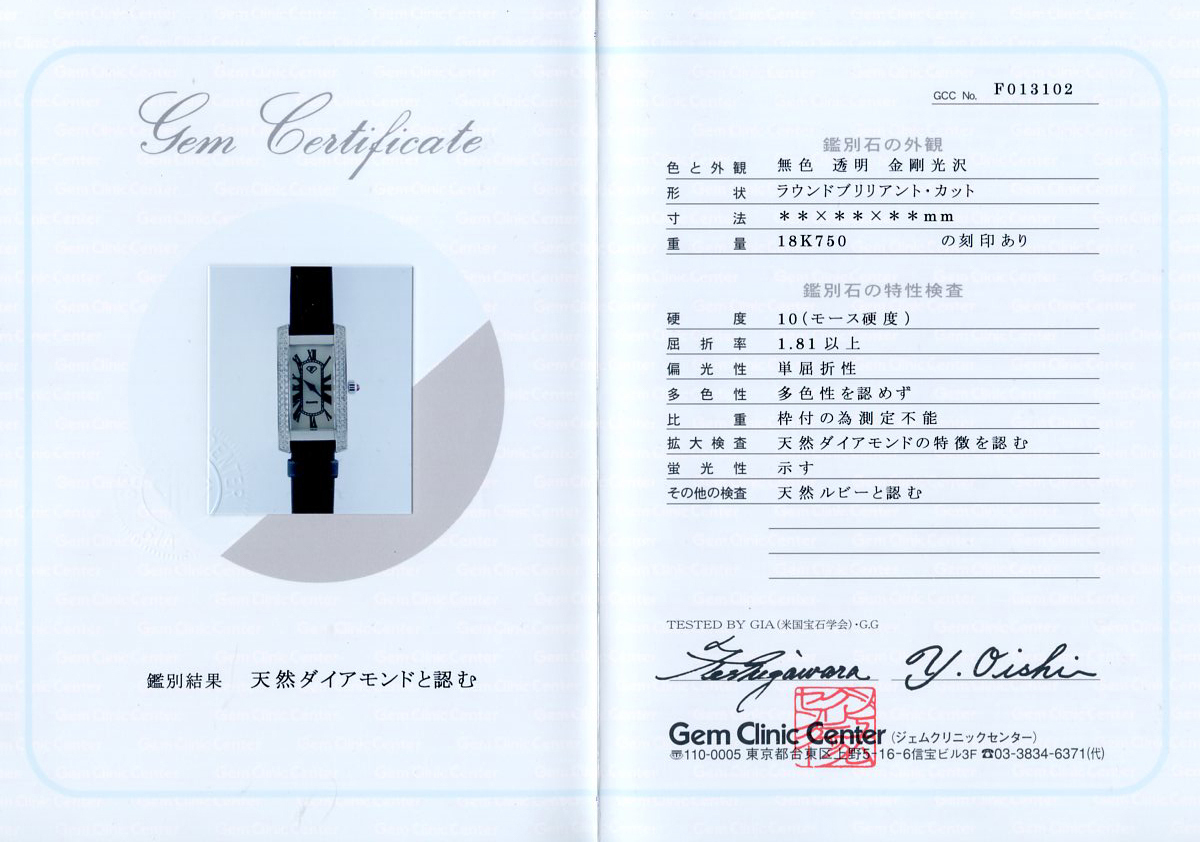 Gem Certificate
鑑別結果 天然ダイアモンドと認む
GCC No. F013102
鑑別石の外観
色と外観 無色 透明 金剛光沢
形状 ラウンドブリリアント・カット
寸法 **×**×**mm
重量 18K750 の刻印あり
鑑別石の特性検査
硬度 10(モース硬度)
屈折率 1.81以上
偏光性 単屈折性
多色性 多色性を認めず
比重 枠付の為測定不能
拡大検査 天然ダイアモンドの特徴を認む
蛍光性 示す
その他の検査 天然ルビーと認む
TESTED BY GIA(米国宝石学会)・G.G
Y. Oishi
Gem Clinic Center (ジェムクリニックセンター)
〠110-0005 東京都台東区上野5-16-6信宝ビル3F ☎03-3834-6371(代)